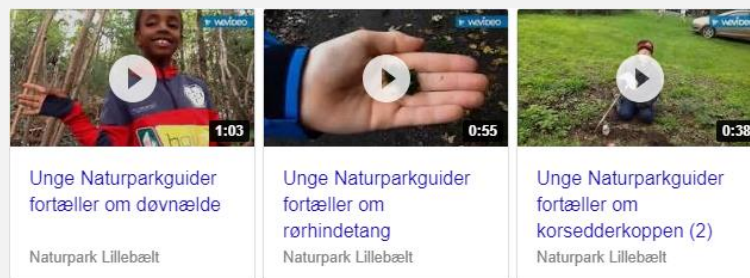 wevideo
wevideo
wevideo
1:03
0:55
0:38
Unge Naturparkguider
fortæller om døvnælde
Naturpark Lillebælt
Unge Naturparkguider
fortæller om
rørhindetang
Naturpark Lillebælt
Unge Naturparkguider
fortæller om
korsedderkoppen (2)
Naturpark Lillebælt